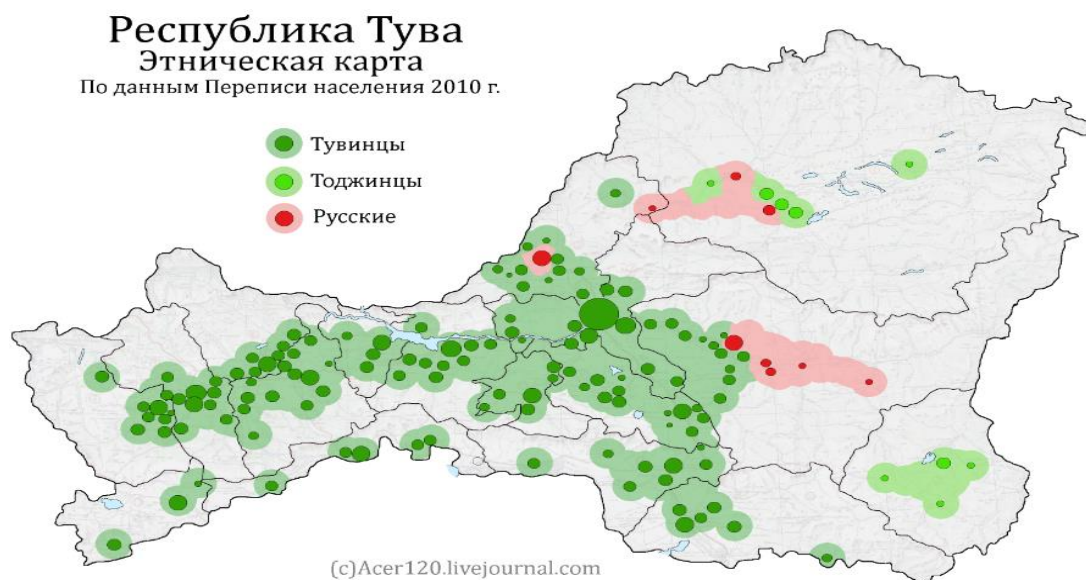 Республика Тува
Этническая карта
По данным Переписи населения 2010 г.
Тувинцы
Тоджинцы
Русские
(c)Acer120.livejournal.com